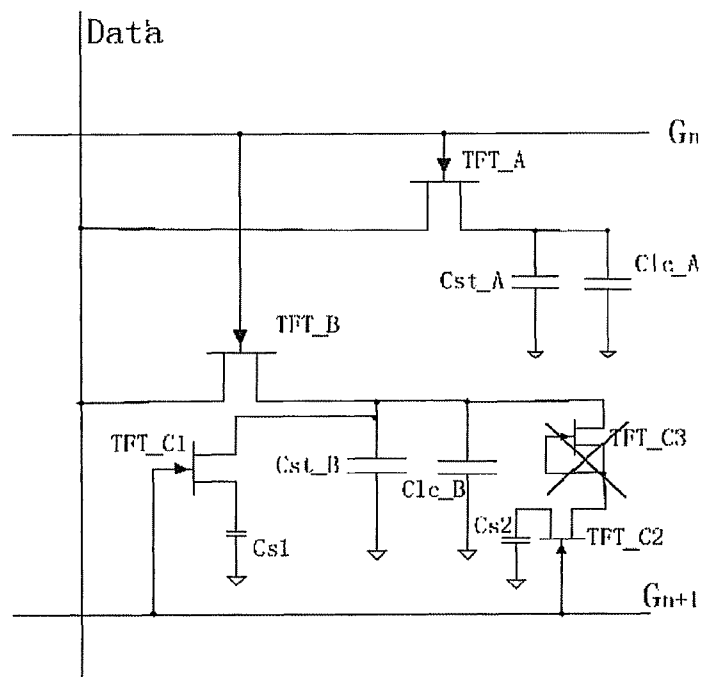 Data
Gn
TFT_A
Cst_A
Clc_A
TFT_B
TFT_C1
TFT_C3
Cst_B
Clc_B
Cs1
Cs2
TFT_C2
Gn+1